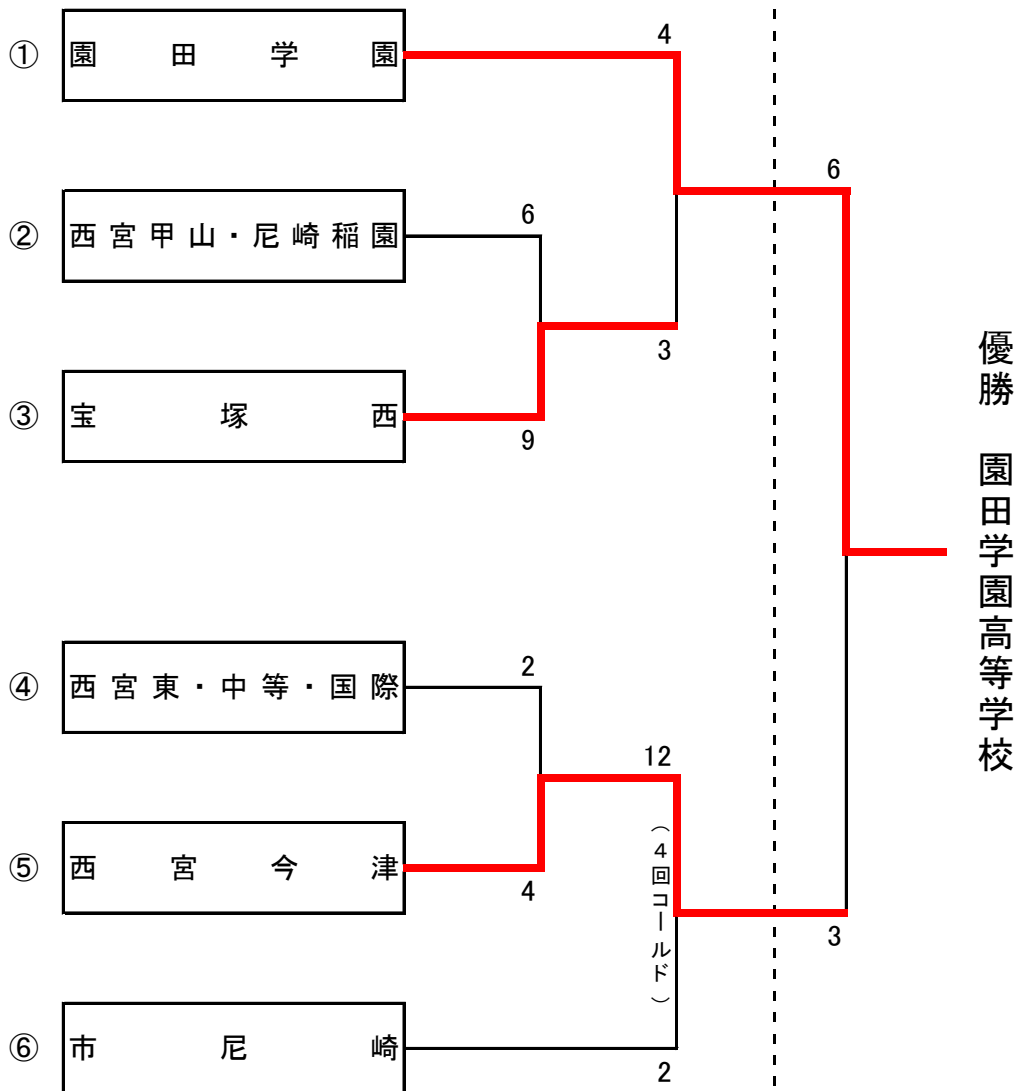 ① 園田学園
4
6
② 西宮甲山・尼崎稲園
6
3
③ 宝塚西
9
優勝 園田学園高等学校
④ 西宮東・中等・国際
2
12
(4回コールド)
⑤ 西宮今津
4
3
⑥ 市尼崎
2